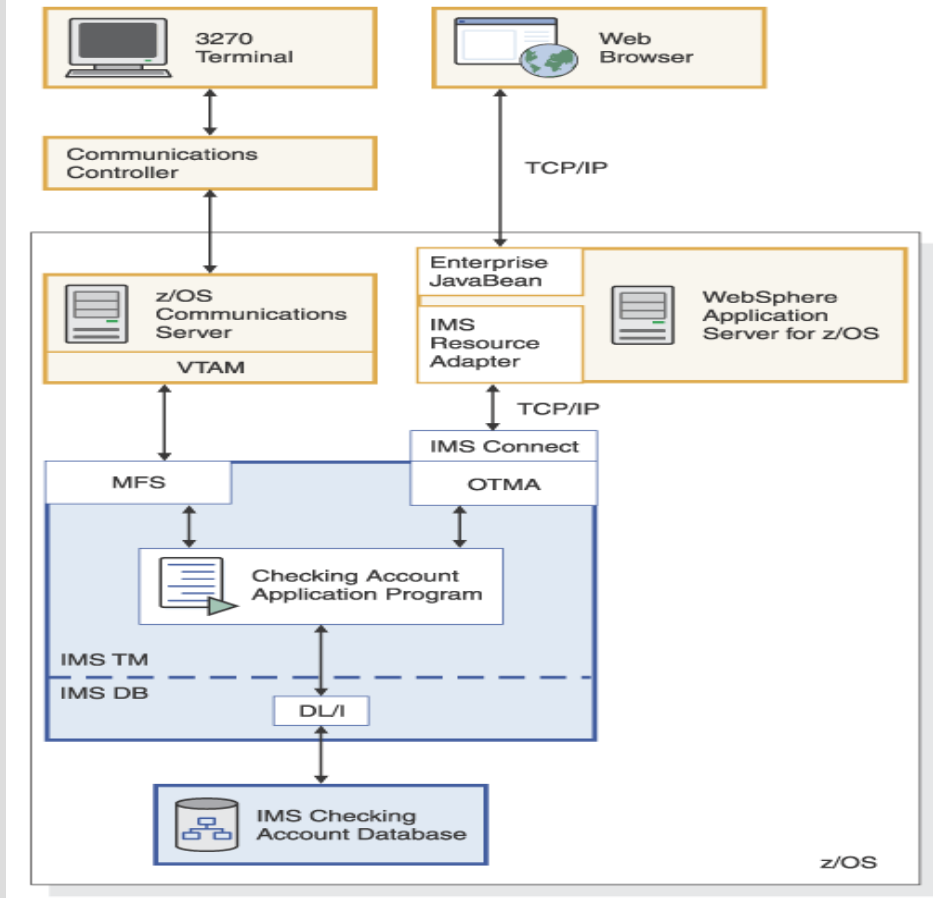 3270
Terminal
Web
Browser
Communications
Controller
TCP/IP
Enterprise
JavaBean
z/OS
Communications
Server
VTAM
IMS
Resource
Adapter
WebSphere
Application
Server for z/OS
TCP/IP
IMS Connect
MFS
OTMA
Checking Account
Application Program
IMS TM
IMS DB
DL/I
IMS Checking
Account Database
z/OS